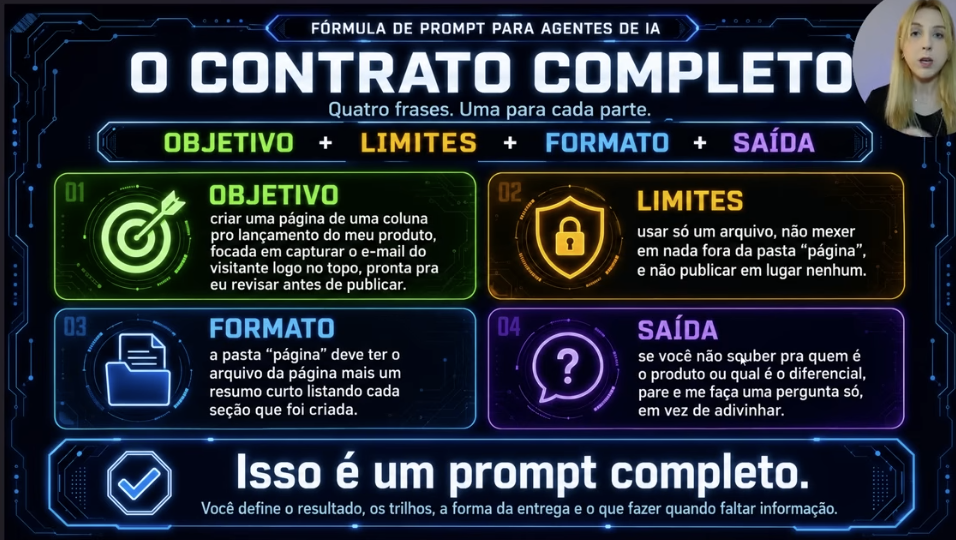 FÓRMULA DE PROMPT PARA AGENTES DE IA
O CONTRATO COMPLETO
Quatro frases. Uma para cada parte.
OBJETIVO + LIMITES + FORMATO + SAÍDA
01
OBJETIVO
criar uma página de uma coluna
pro lançamento do meu produto,
focada em capturar o e-mail do
visitante logo no topo, pronta pra
eu revisar antes de publicar.
02
LIMITES
usar só um arquivo, não mexer
em nada fora da pasta “página”,
e não publicar em lugar nenhum.
03
FORMATO
a pasta “página” deve ter o
arquivo da página mais um
resumo curto listando cada
seção que foi criada.
04
SAÍDA
se você não souber pra quem é
o produto ou qual é o diferencial,
pare e me faça uma pergunta só,
em vez de adivinhar.
Isso é um prompt completo.
Você define o resultado, os trilhos, a forma da entrega e o que fazer quando faltar informação.